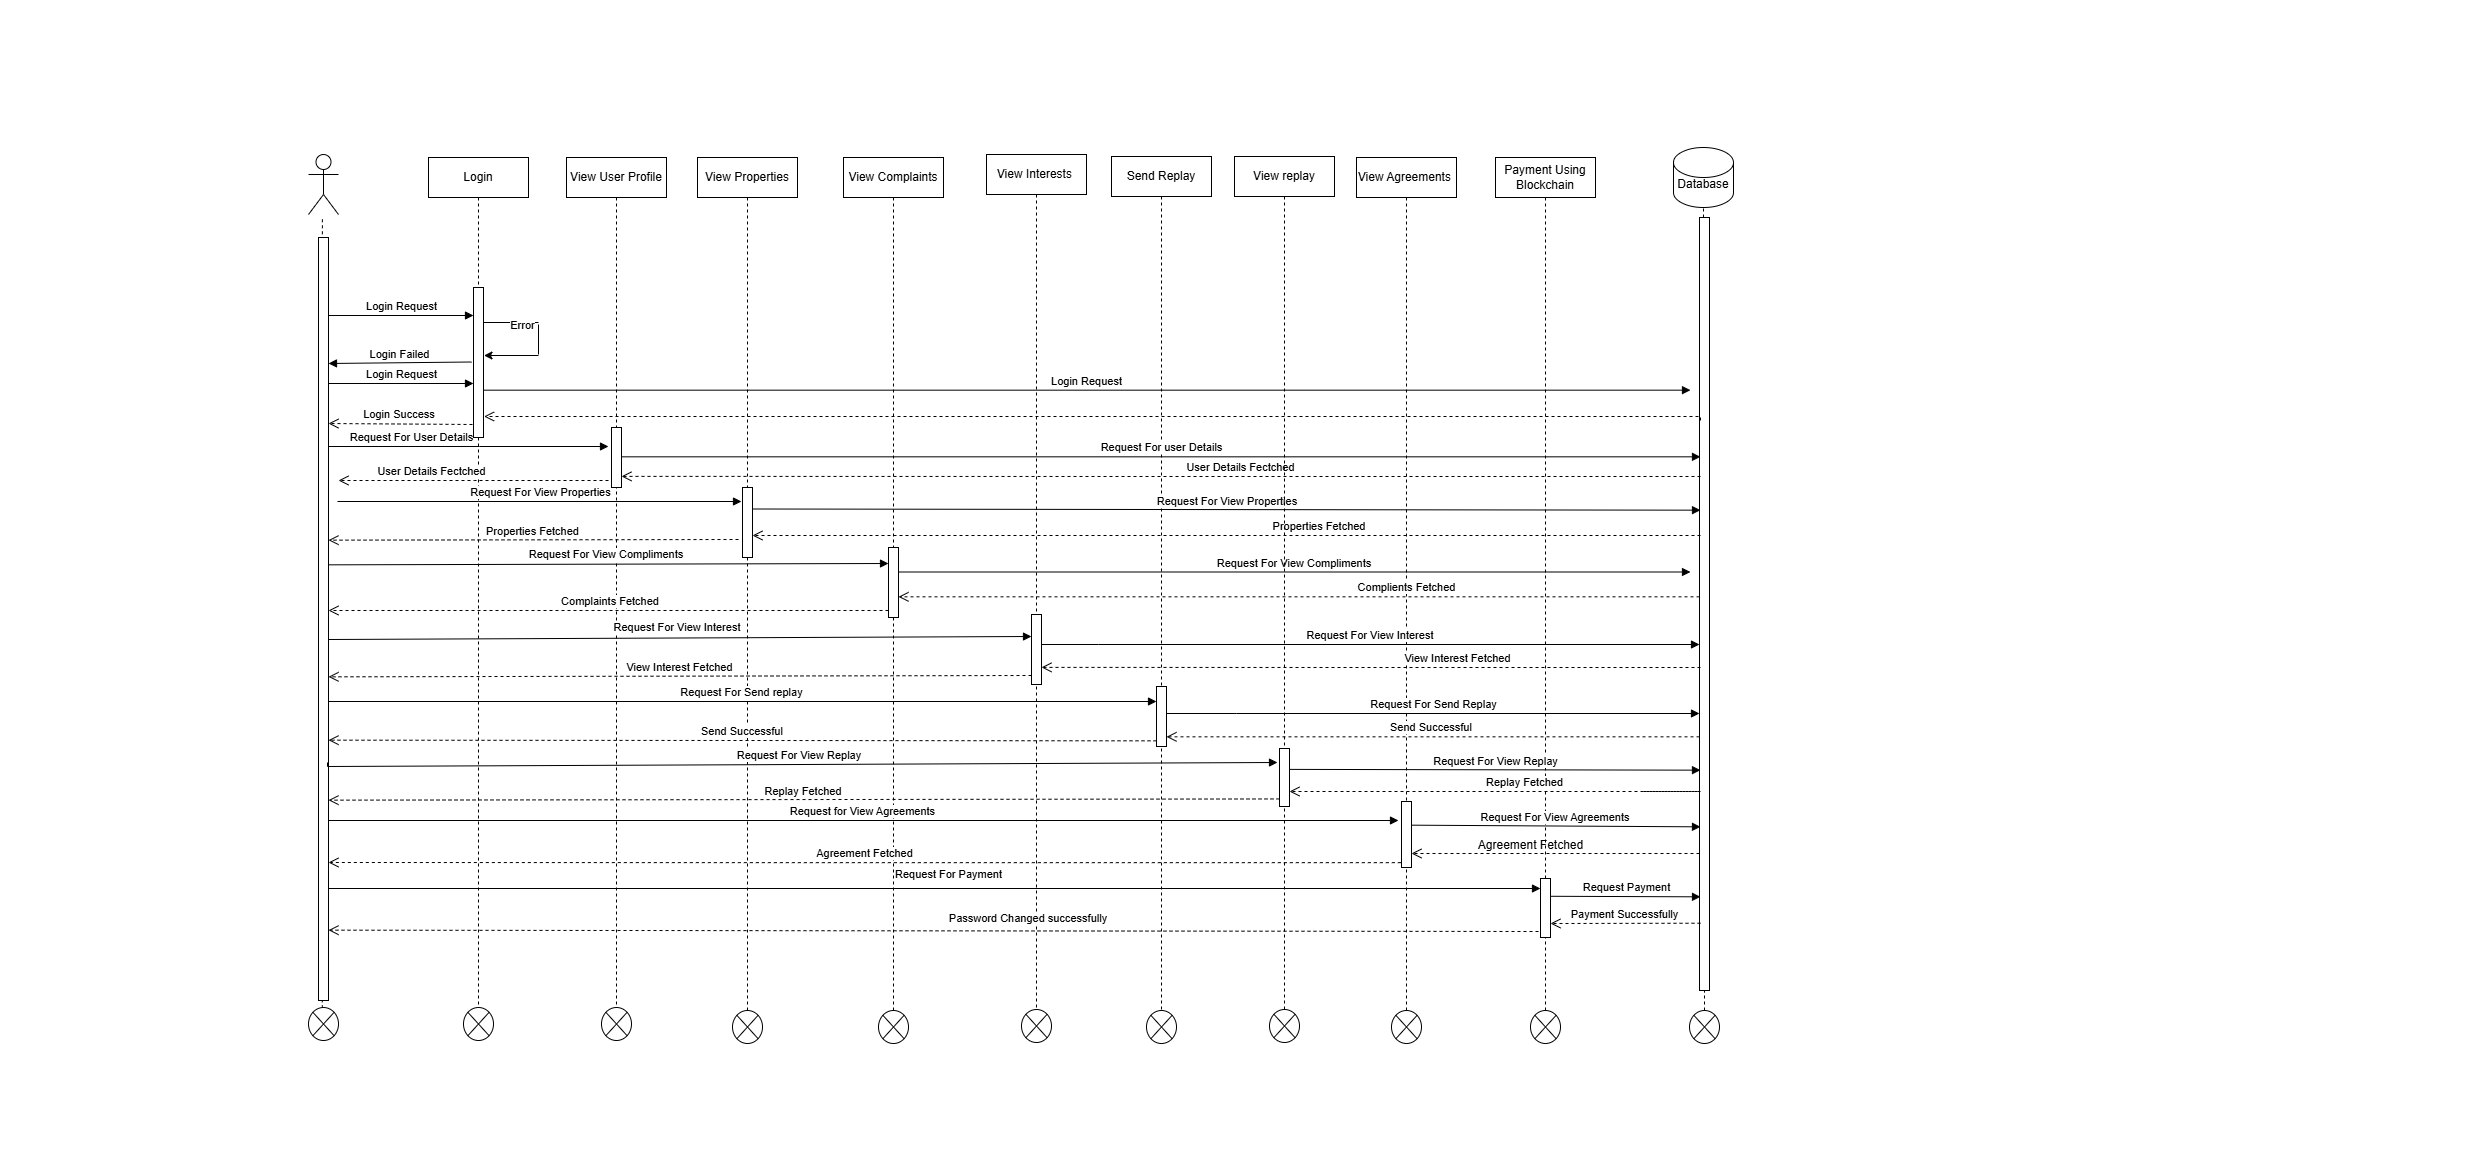 Login
View User Profile
View Properties
View Complaints
View Interests
Send Replay
View replay
View Agreements
Payment Using
Blockchain
Database
Login Request
Error
Login Failed
Login Request
Login Request
Login Success
Request For User Details
Request For user Details
User Details Fectched
User Details Fectched
Request For View Properties
Request For View Properties
Properties Fetched
Properties Fetched
Request For View Compliments
Request For View Compliments
Complients Fetched
Complaints Fetched
Request For View Interest
Request For View Interest
View Interest Fetched
View Interest Fetched
Request For Send replay
Request For Send Replay
Send Successful
Send Successful
Request For View Replay
Request For View Replay
Replay Fetched
Replay Fetched
Request for View Agreements
Request For View Agreements
Agreement Fetched
Agreement Fetched
Request For Payment
Request Payment
Payment Successfully
Password Changed successfully